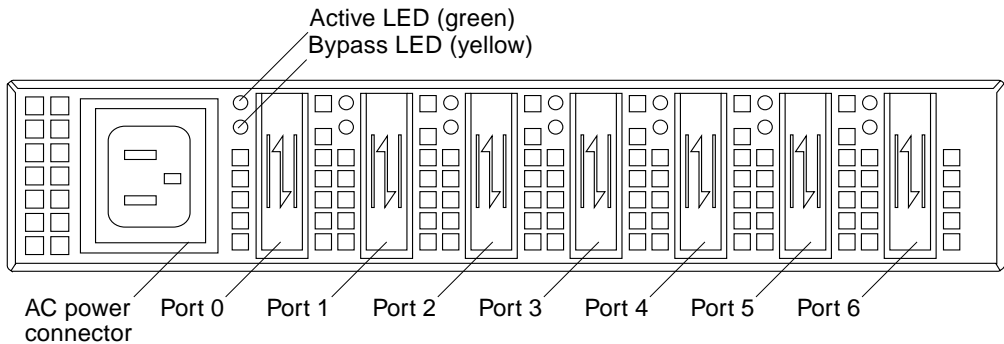 Active LED (green)
Bypass LED (yellow)
AC power
connector
Port 0
Port 1
Port 2
Port 3
Port 4
Port 5
Port 6